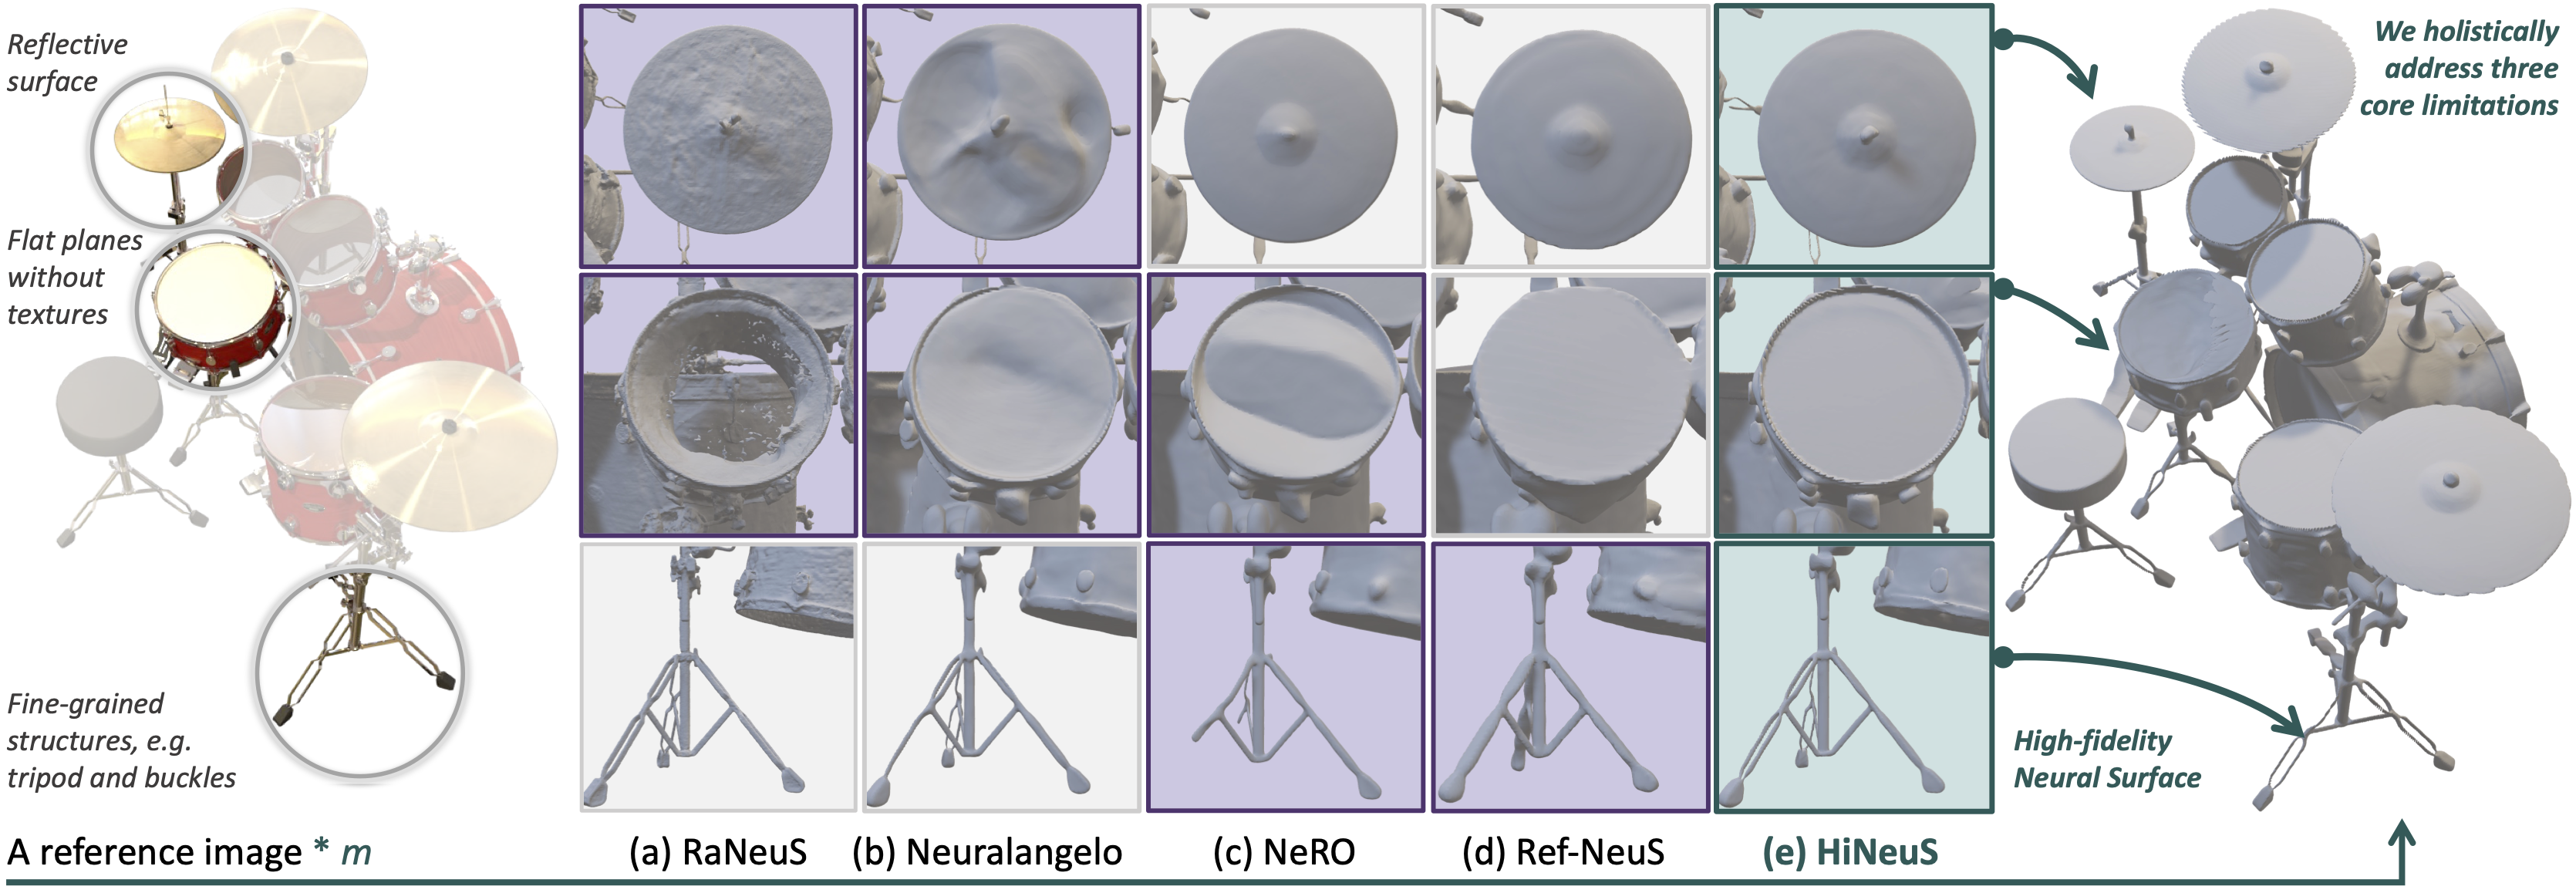 Reflective
surface
Flat planes
without
textures
Fine-grained
structures, e.g.
tripod and buckles
A reference image * m
(a) RaNeuS
(b) Neuralangelo
(c) NeRO
(d) Ref-NeuS
(e) HiNeuS
We holistically
address three
core limitations
High-fidelity
Neural Surface